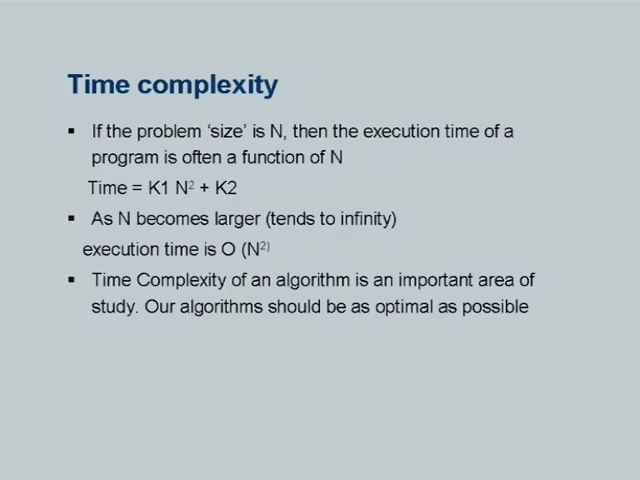 Time complexity
▪ If the problem ‘size’ is N, then the execution time of a
program is often a function of N
Time = K1 N² + K2
▪ As N becomes larger (tends to infinity)
execution time is O (N²⁾
▪ Time Complexity of an algorithm is an important area of
study. Our algorithms should be as optimal as possible